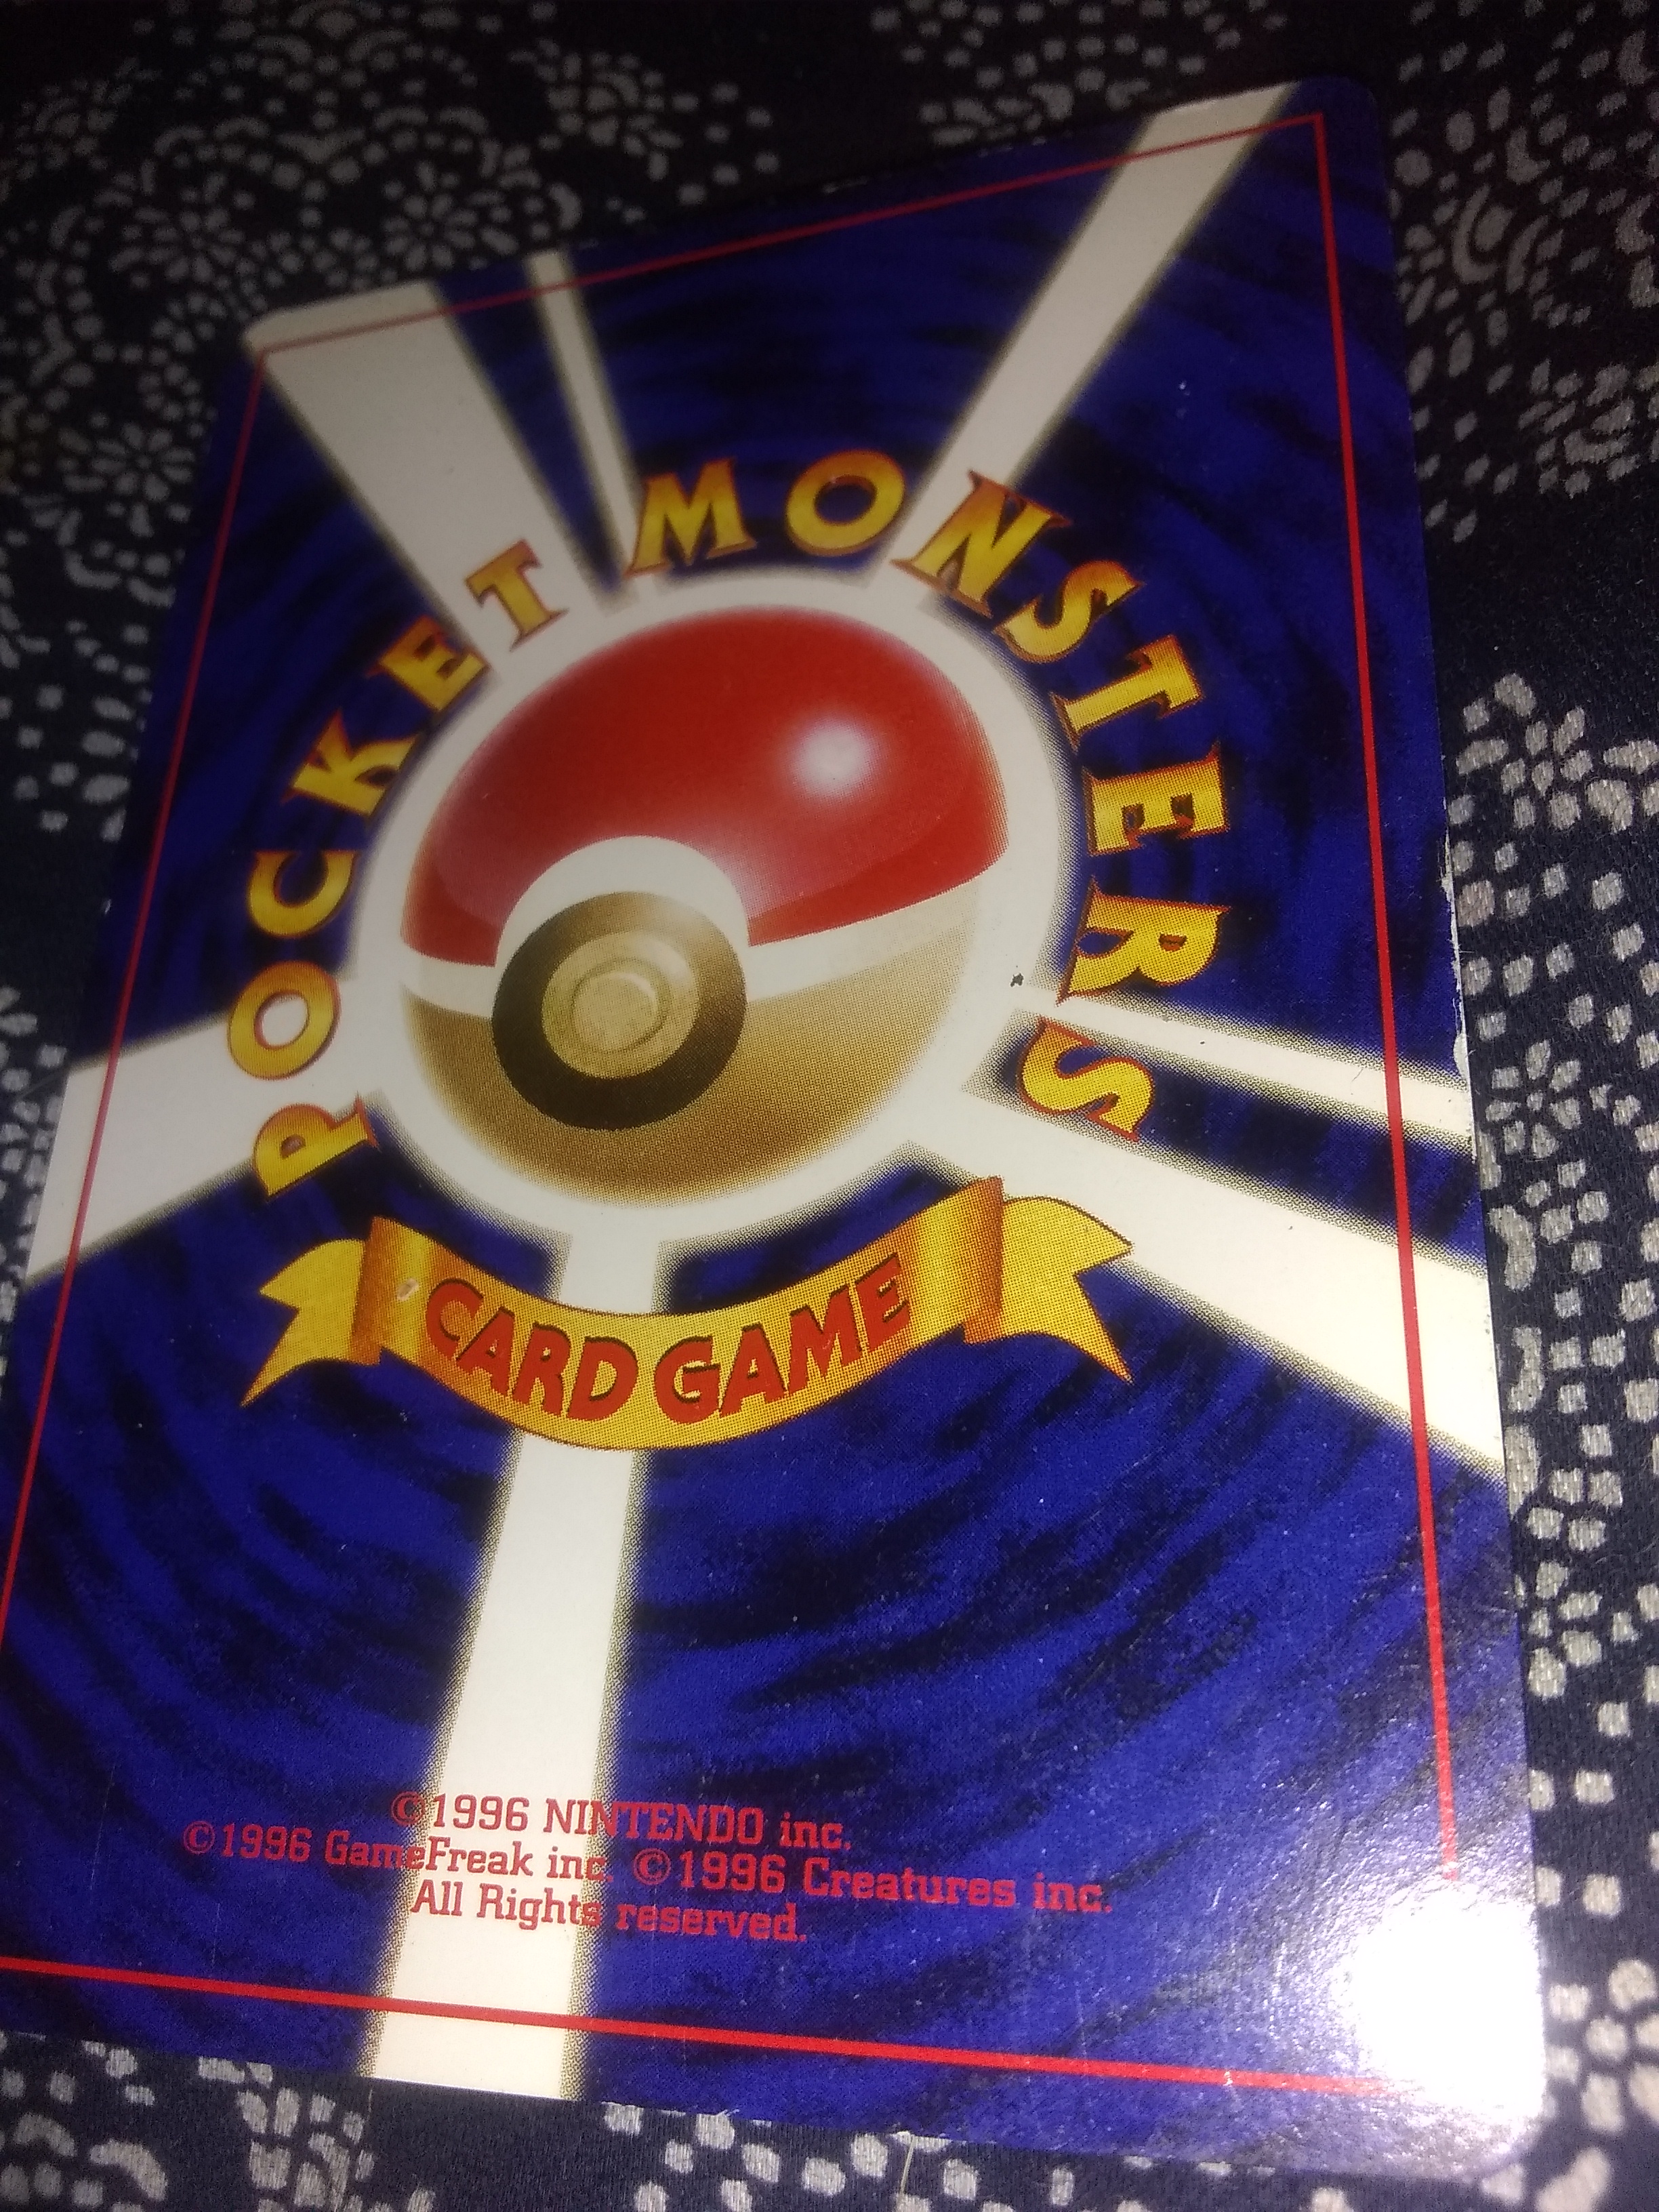 POCKET MONSTERS
CARD GAME
©1996 NINTENDO inc.
©1996 GameFreak inc. ©1996 Creatures inc.
All Rights reserved.